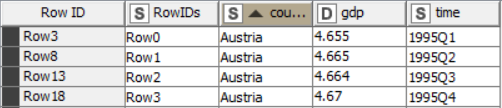 Row ID S RowIDs S cou... D gdp S time
Row3 Row0 Austria 4.655 1995Q1
Row8 Row1 Austria 4.665 1995Q2
Row13 Row2 Austria 4.664 1995Q3
Row18 Row3 Austria 4.67 1995Q4